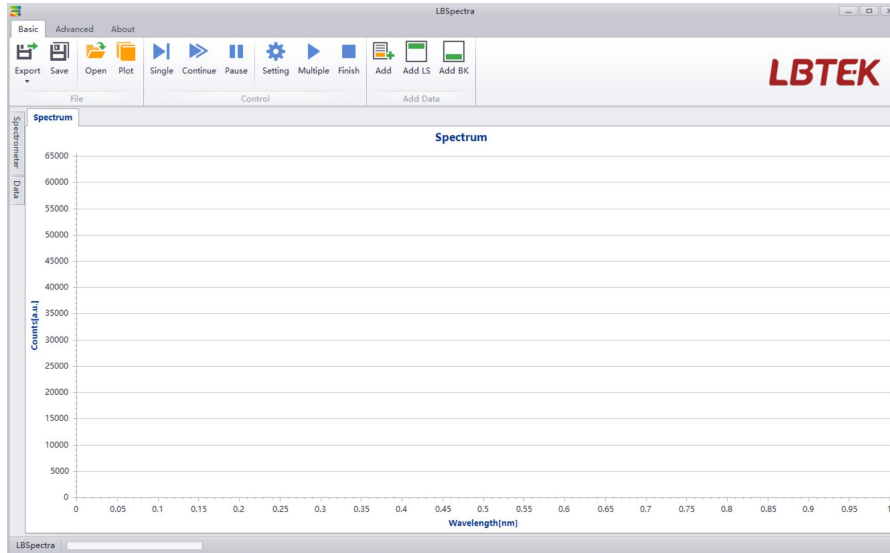 LBSpectra
Basic Advanced About
Export Save Open Plot Single Continue Pause Setting Multiple Finish Add Add LS Add BK
File Control Add Data
LBTEK
Spectrometer
Data
Spectrum
Spectrum
65000
60000
55000
50000
45000
40000
35000
30000
25000
20000
15000
10000
5000
0
Counts[a.u.]
0 0.05 0.1 0.15 0.2 0.25 0.3 0.35 0.4 0.45 0.5 0.55 0.6 0.65 0.7 0.75 0.8 0.85 0.9 0.95 1
Wavelength[nm]
LBSpectra